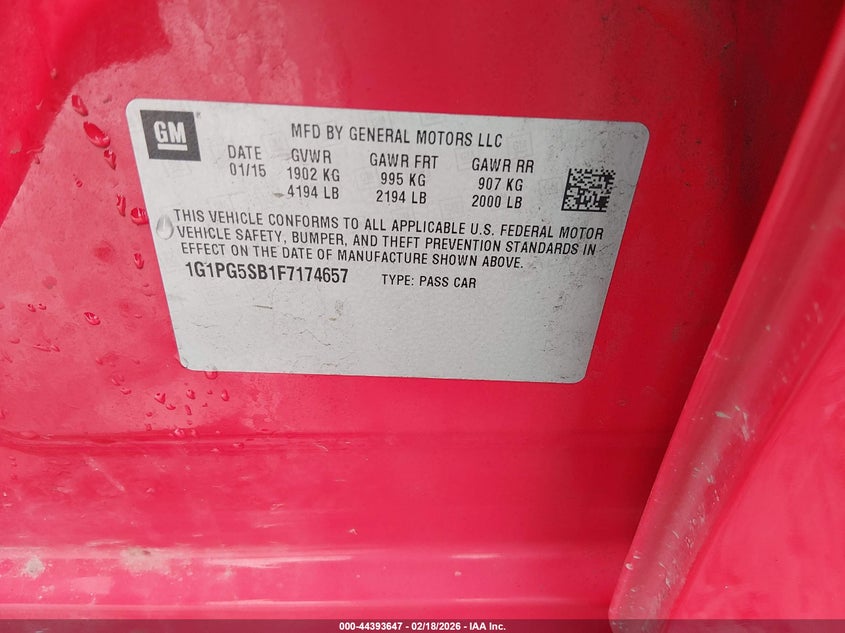 GM
MFD BY GENERAL MOTORS LLC
DATE GVWR GAWR FRT GAWR RR
01/15 1902 KG 995 KG 907 KG
4194 LB 2194 LB 2000 LB
THIS VEHICLE CONFORMS TO ALL APPLICABLE U.S. FEDERAL MOTOR
VEHICLE SAFETY, BUMPER, AND THEFT PREVENTION STANDARDS IN
EFFECT ON THE DATE OF MANUFACTURE SHOWN ABOVE.
1G1PG5SB1F7174657 TYPE: PASS CAR
000-44393647 / 02/18/2026 - IAA Inc.